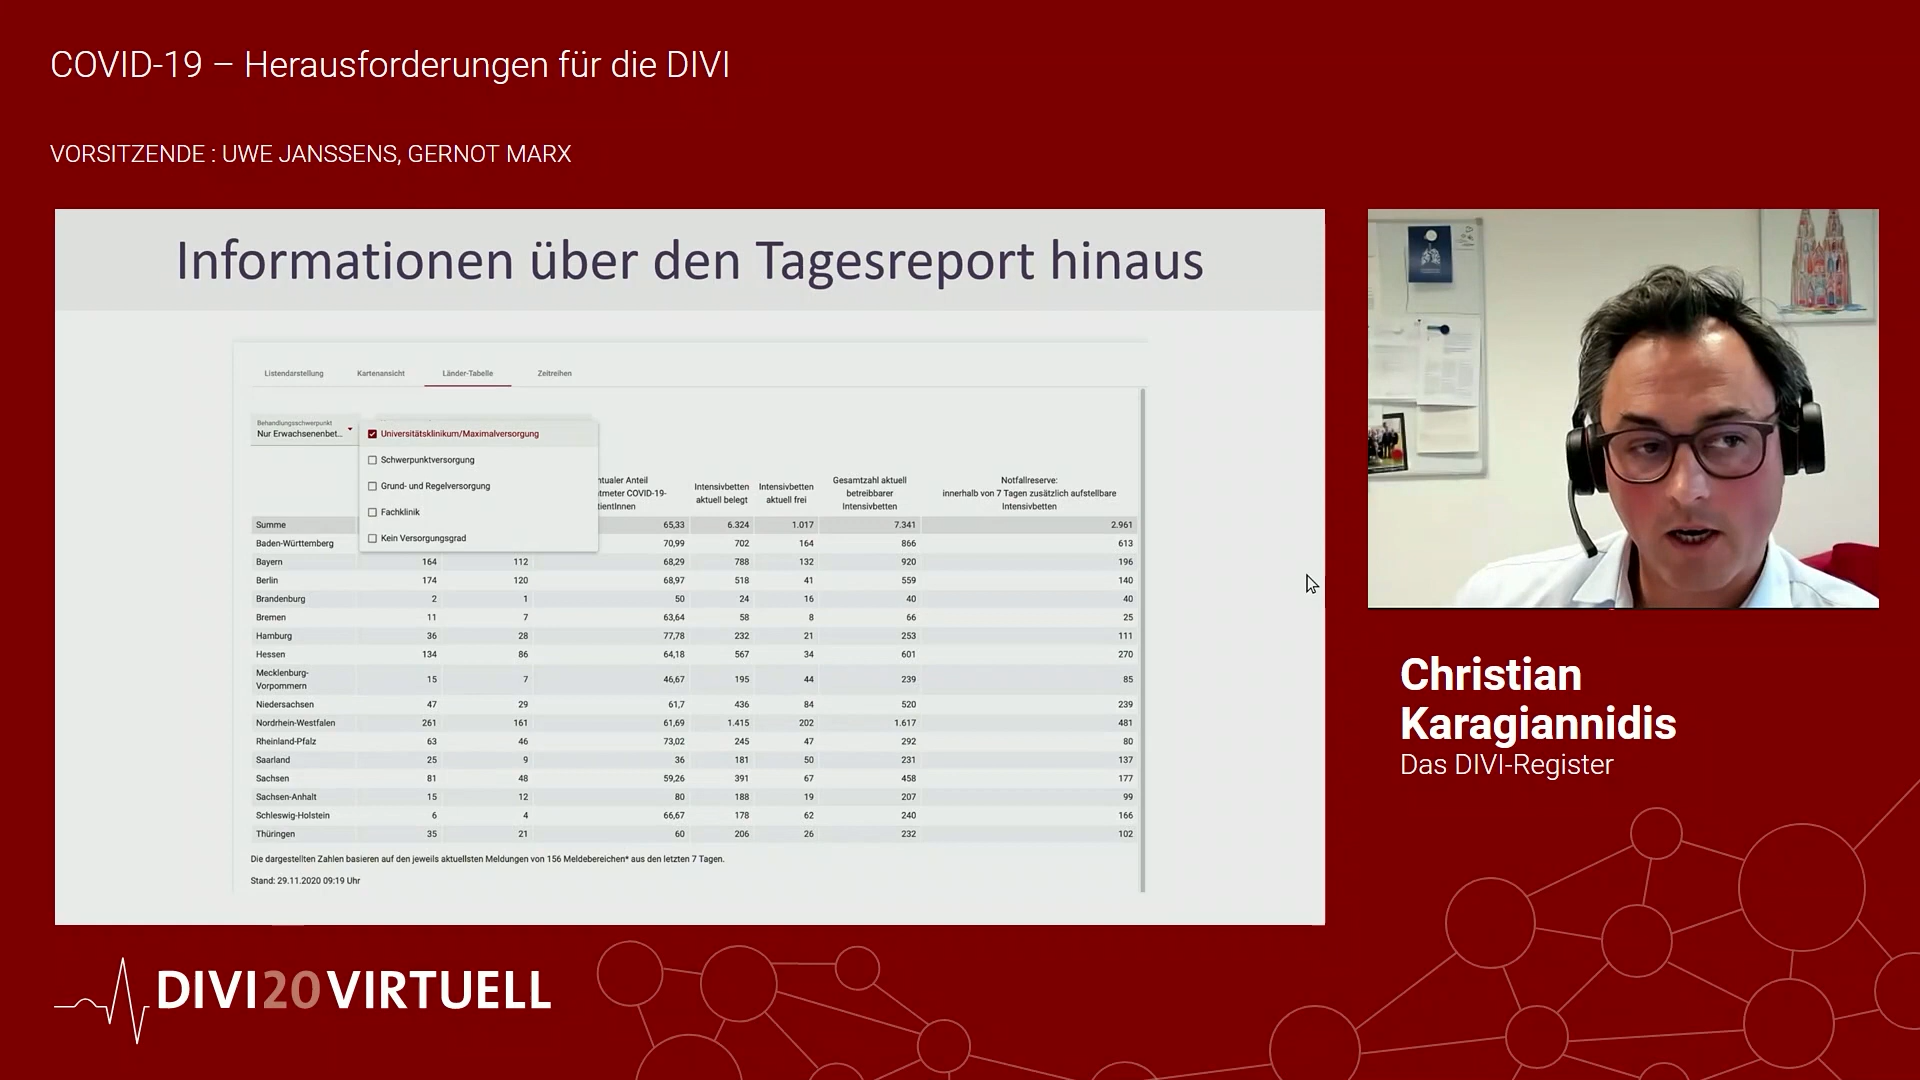 COVID-19 – Herausforderungen für die DIVI
VORSITZENDE : UWE JANSSENS, GERNOT MARX
Informationen über den Tagesreport hinaus
Listendarstellung Kartenansicht Länder-Tabelle Zeitreihen
Behandlungsschwerpunkt
Nur Erwachsenenbet...
Universitätsklinikum/Maximalversorgung
Schwerpunktversorgung
Grund- und Regelversorgung
Fachklinik
Kein Versorgungsgrad
ntualer Anteil
tmeter COVID-19-
tientInnen
Intensivbetten
aktuell belegt
Intensivbetten
aktuell frei
Gesamtzahl aktuell
betreibbarer
Intensivbetten
Notfallreserve:
innerhalb von 7 Tagen zusätzlich aufstellbare
Intensivbetten
Summe 65,33 6.324 1.017 7.341 2.961
Baden-Württemberg 70,99 702 164 866 613
Bayern 164 112 68,29 788 132 920 196
Berlin 174 120 68,97 518 41 559 140
Brandenburg 2 1 50 24 16 40 40
Bremen 11 7 63,64 58 8 66 25
Hamburg 36 28 77,78 232 21 253 111
Hessen 134 86 64,18 567 34 601 270
Mecklenburg-
Vorpommern 15 7 46,67 195 44 239 85
Niedersachsen 47 29 61,7 436 84 520 239
Nordrhein-Westfalen 261 161 61,69 1.415 202 1.617 481
Rheinland-Pfalz 63 46 73,02 245 47 292 80
Saarland 25 9 36 181 50 231 137
Sachsen 81 48 59,26 391 67 458 177
Sachsen-Anhalt 15 12 80 188 19 207 99
Schleswig-Holstein 6 4 66,67 178 62 240 166
Thüringen 35 21 60 206 26 232 102
Die dargestellten Zahlen basieren auf den jeweils aktuellsten Meldungen von 156 Meldebereichen* aus den letzten 7 Tagen.
Stand: 29.11.2020 09:19 Uhr
Christian
Karagiannidis
Das DIVI-Register
DIVI20VIRTUELL